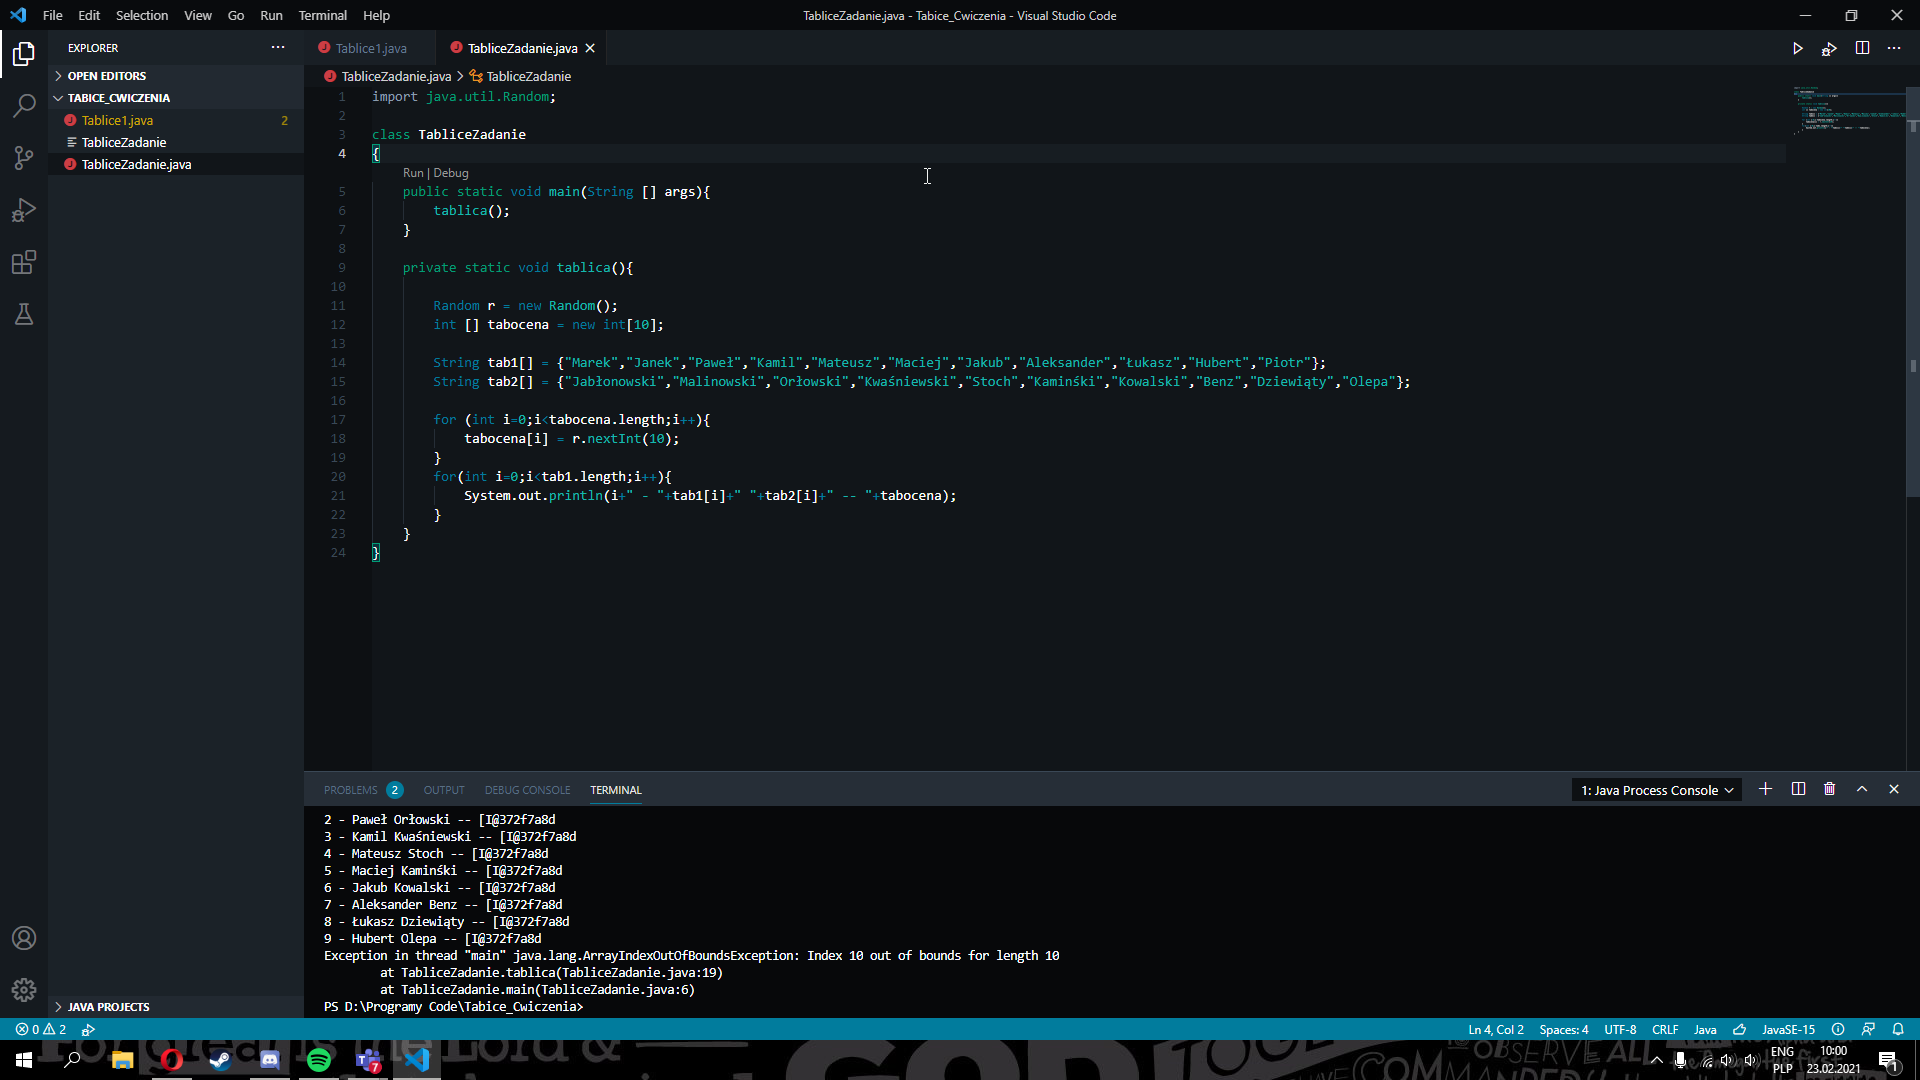 File Edit Selection View Go Run Terminal Help
TabliceZadanie.java - Tabice_Cwiczenia - Visual Studio Code
EXPLORER
OPEN EDITORS
TABICE_CWICZENIA
Tablice1.java 2
TabliceZadanie
TabliceZadanie.java
JAVA PROJECTS
Tablice1.java TabliceZadanie.java
TabliceZadanie.java > TabliceZadanie
1 import java.util.Random;
2
3 class TabliceZadanie
4 {
Run | Debug
5 public static void main(String [] args){
6 tablica();
7 }
8
9 private static void tablica(){
10
11 Random r = new Random();
12 int [] tabocena = new int[10];
13
14 String tab1[] = {"Marek","Janek","Paweł","Kamil","Mateusz","Maciej","Jakub","Aleksander","Łukasz","Hubert","Piotr"};
15 String tab2[] = {"Jabłonowski","Malinowski","Orłowski","Kwaśniewski","Stoch","Kamińśki","Kowalski","Benz","Dziewiąty","Olepa"};
16
17 for (int i=0;i<tabocena.length;i++){
18 tabocena[i] = r.nextInt(10);
19 }
20 for(int i=0;i<tab1.length;i++){
21 System.out.println(i+" - "+tab1[i]+" "+tab2[i]+" -- "+tabocena);
22 }
23 }
24 }
PROBLEMS 2 OUTPUT DEBUG CONSOLE TERMINAL 1: Java Process Console
2 - Paweł Orłowski -- [I@372f7a8d
3 - Kamil Kwaśniewski -- [I@372f7a8d
4 - Mateusz Stoch -- [I@372f7a8d
5 - Maciej Kamińśki -- [I@372f7a8d
6 - Jakub Kowalski -- [I@372f7a8d
7 - Aleksander Benz -- [I@372f7a8d
8 - Łukasz Dziewiąty -- [I@372f7a8d
9 - Hubert Olepa -- [I@372f7a8d
Exception in thread "main" java.lang.ArrayIndexOutOfBoundsException: Index 10 out of bounds for length 10
at TabliceZadanie.tablica(TabliceZadanie.java:19)
at TabliceZadanie.main(TabliceZadanie.java:6)
PS D:\Programy Code\Tabice_Cwiczenia>
0 2 Ln 4, Col 2 Spaces: 4 UTF-8 CRLF Java JavaSE-15
7
ENG 10:00
PLP 23.02.2021
1